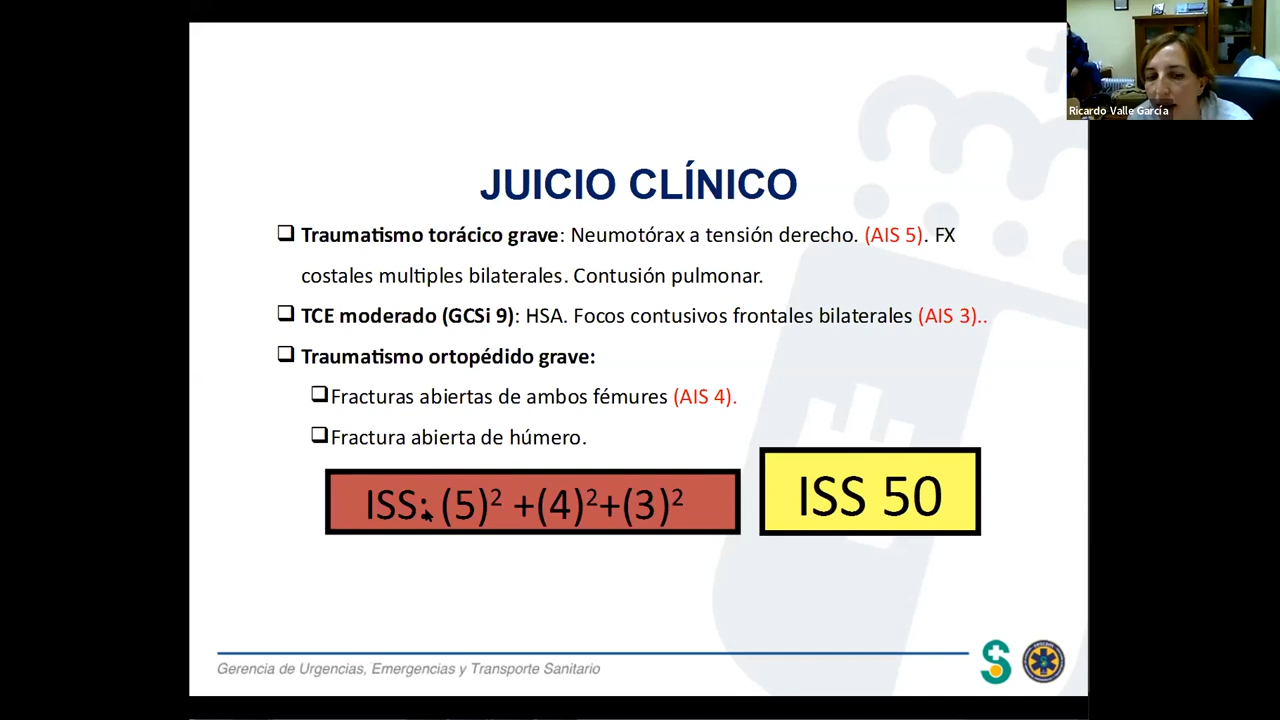 Ricardo Valle García
JUICIO CLÍNICO
Traumatismo torácico grave: Neumotórax a tensión derecho. (AIS 5). FX
costales multiples bilaterales. Contusión pulmonar.
TCE moderado (GCSi 9): HSA. Focos contusivos frontales bilaterales (AIS 3)..
Traumatismo ortopédido grave:
Fracturas abiertas de ambos fémures (AIS 4).
Fractura abierta de húmero.
ISS: (5)² +(4)²+(3)²
ISS 50
Gerencia de Urgencias, Emergencias y Transporte Sanitario